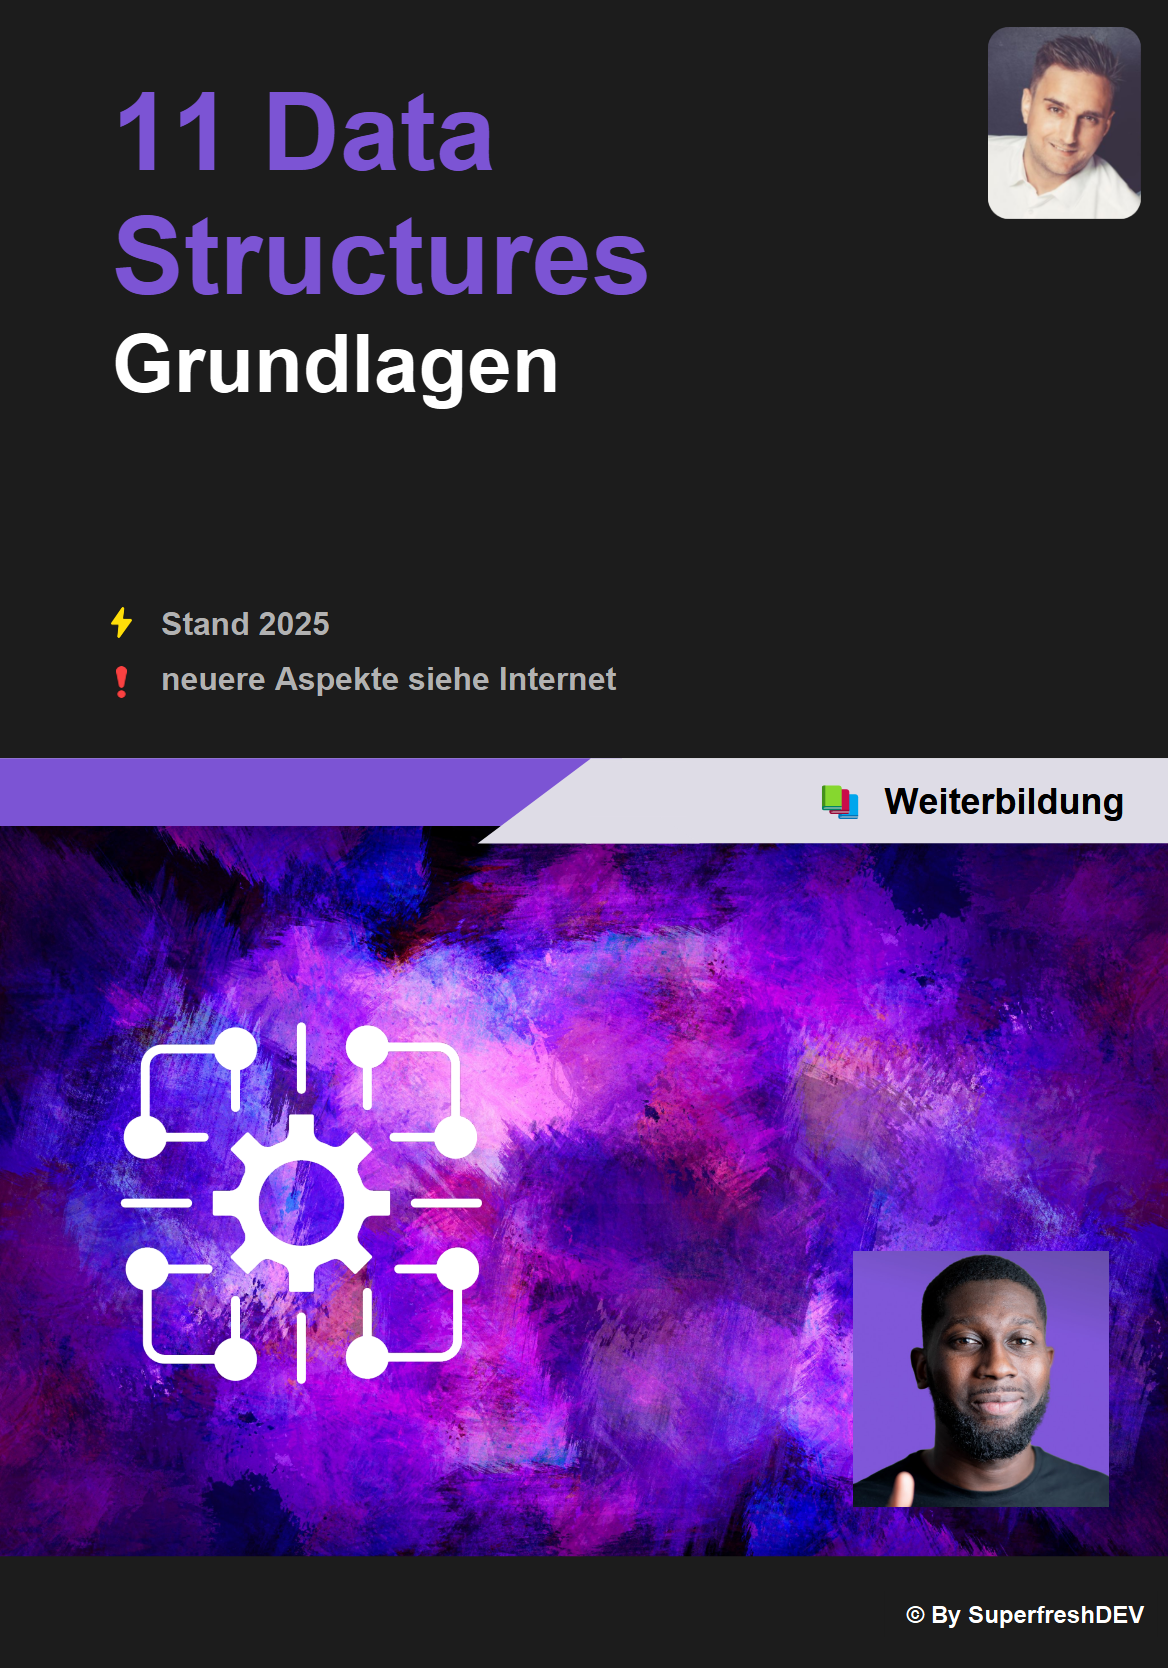 11 Data
Structures
Grundlagen
Stand 2025
neuere Aspekte siehe Internet
Weiterbildung
© By SuperfreshDEV